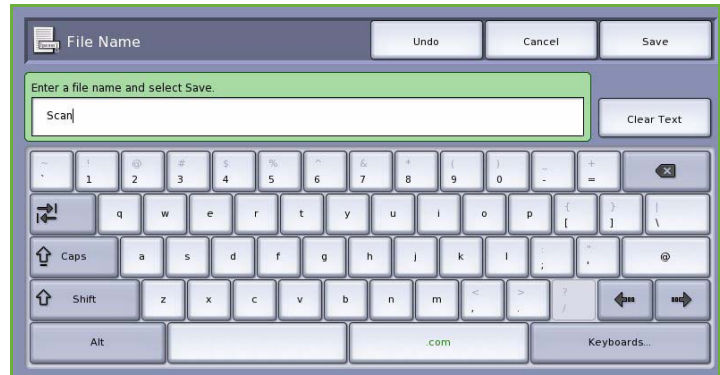 File Name
Undo
Cancel
Save
Enter a file name and select Save.
Scan
Clear Text
~ ! @ # $ % ^ & * ( ) _ +
` 1 2 3 4 5 6 7 8 9 0 - =
q w e r t y u i o p { [ } ] | \
Caps a s d f g h j k l : ; " ' @
Shift z x c v b n m < , > . ? /
Alt
.com
Keyboards...